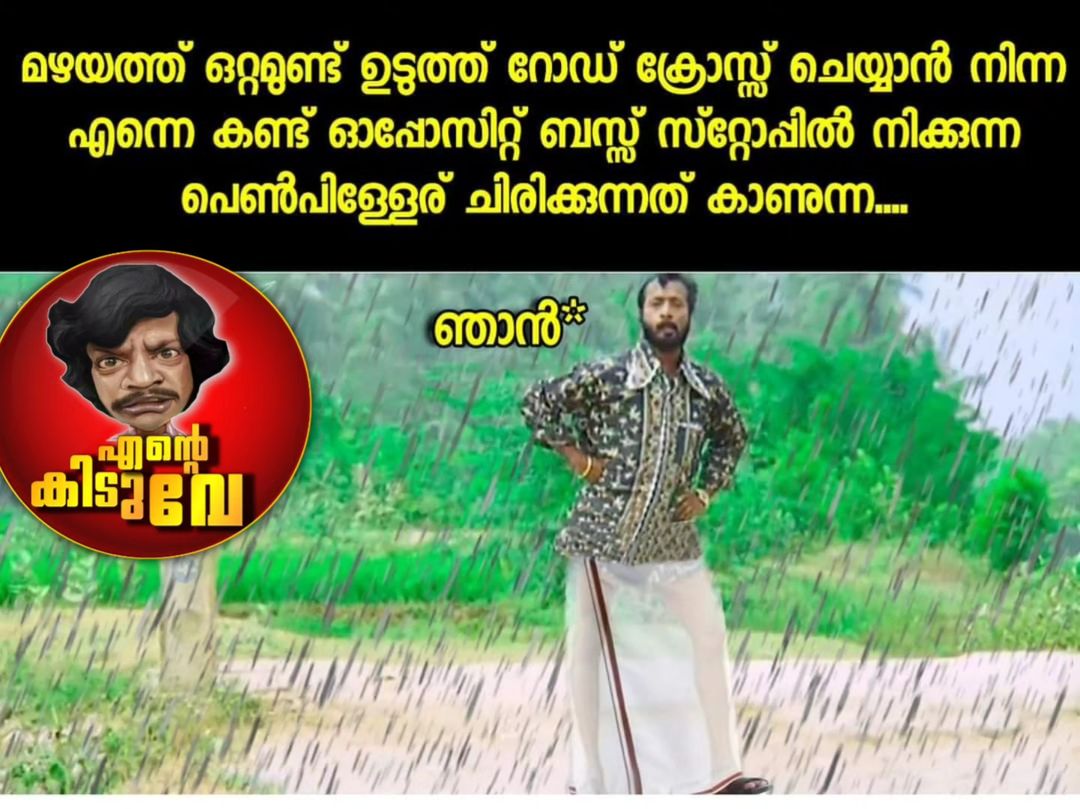 മഴയത്ത് ഒറ്റമുണ്ട് ഉടുത്ത് റോഡ് ക്രോസ്സ് ചെയ്യാൻ നിന്ന
എന്നെ കണ്ട് ഓപ്പോസിറ്റ് ബസ്സ് സ്റ്റോപ്പിൽ നിക്കുന്ന
പെൺപിള്ളേര് ചിരിക്കുന്നത് കാണുന്ന....
ഞാൻ*
എന്റെ
കിടുവേ